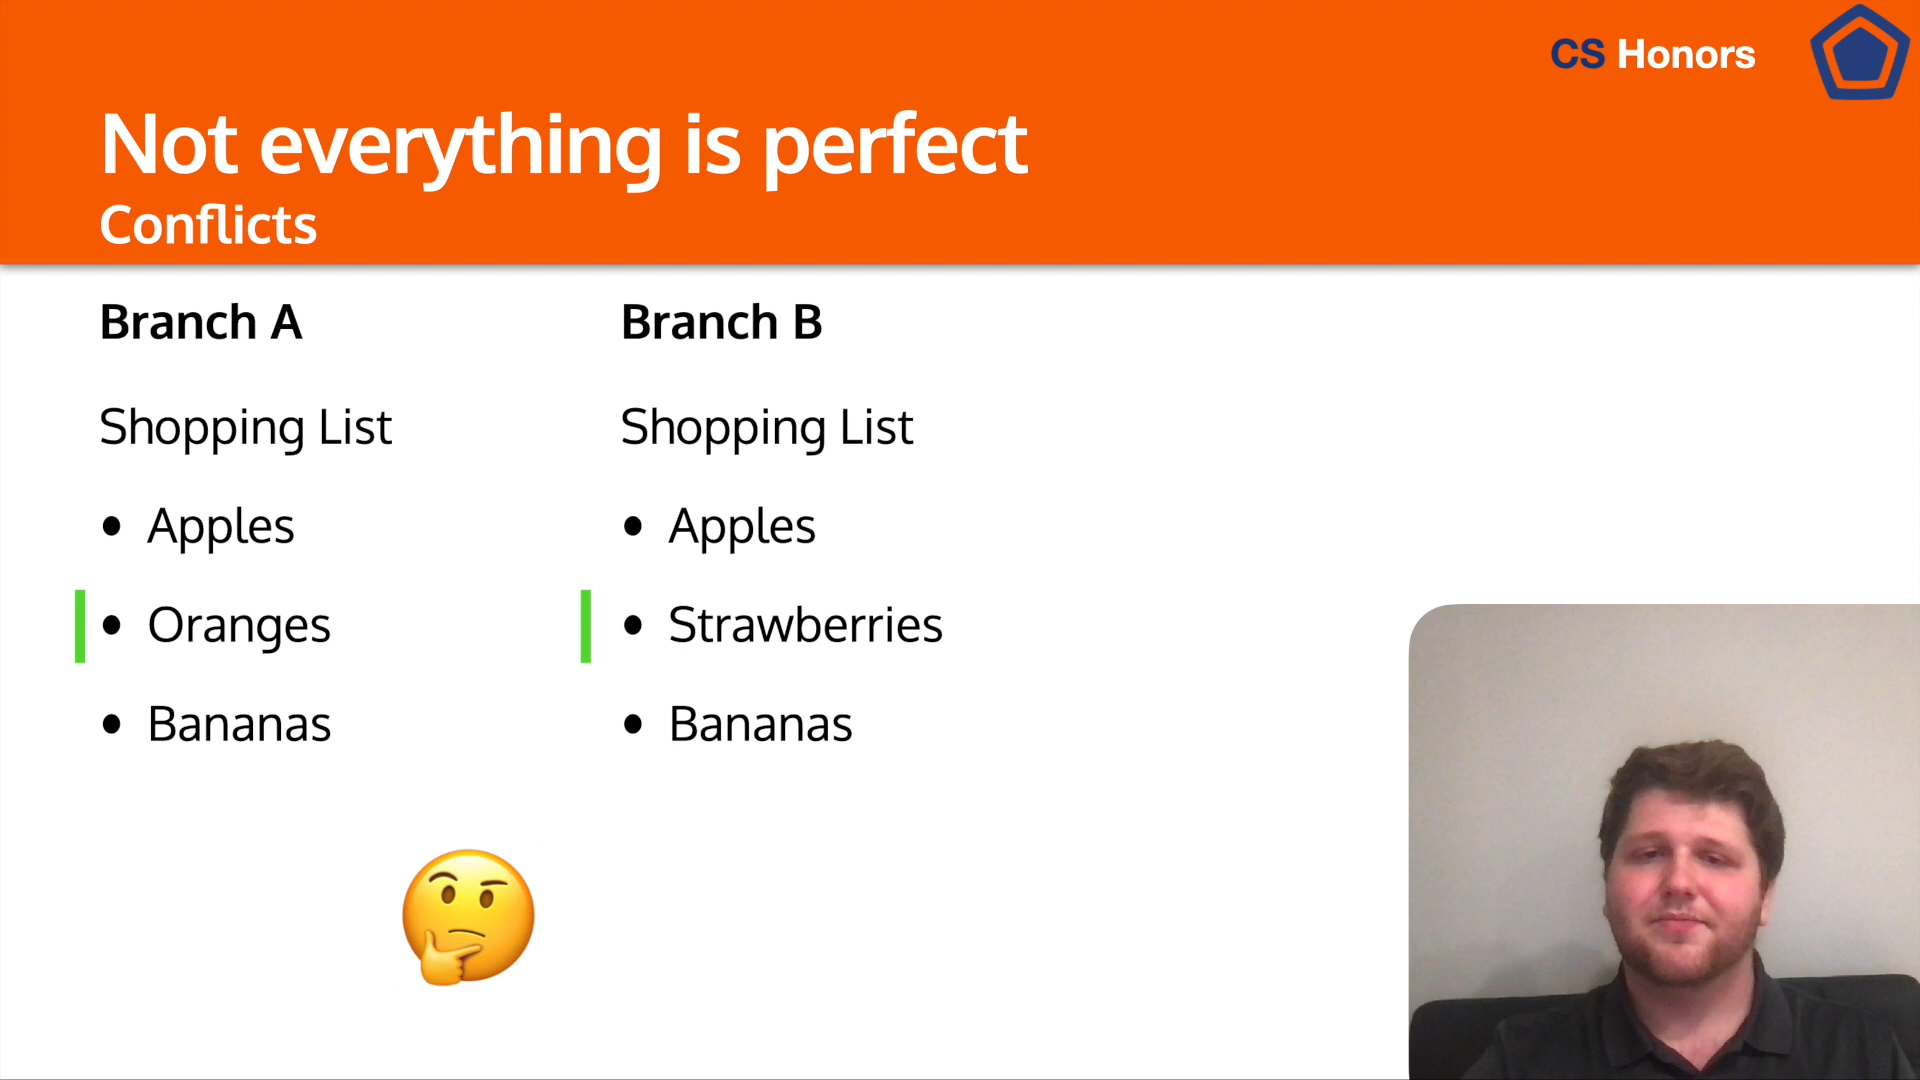 CS Honors
Not everything is perfect
Conflicts
Branch A
Shopping List
• Apples
• Oranges
• Bananas
Branch B
Shopping List
• Apples
• Strawberries
• Bananas